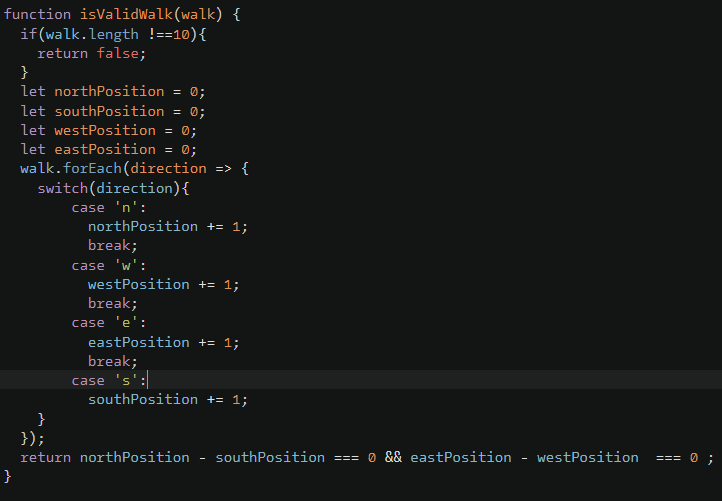 function isValidWalk(walk) {
  if(walk.length !==10){
    return false;
  }
  let northPosition = 0;
  let southPosition = 0;
  let westPosition = 0;
  let eastPosition = 0;
  walk.forEach(direction => {
    switch(direction){
        case 'n':
          northPosition += 1;
          break;
        case 'w':
          westPosition += 1;
          break;
        case 'e':
          eastPosition += 1;
          break;
        case 's':
          southPosition += 1;
    }
  });
  return northPosition - southPosition === 0 && eastPosition - westPosition  === 0 ;
}